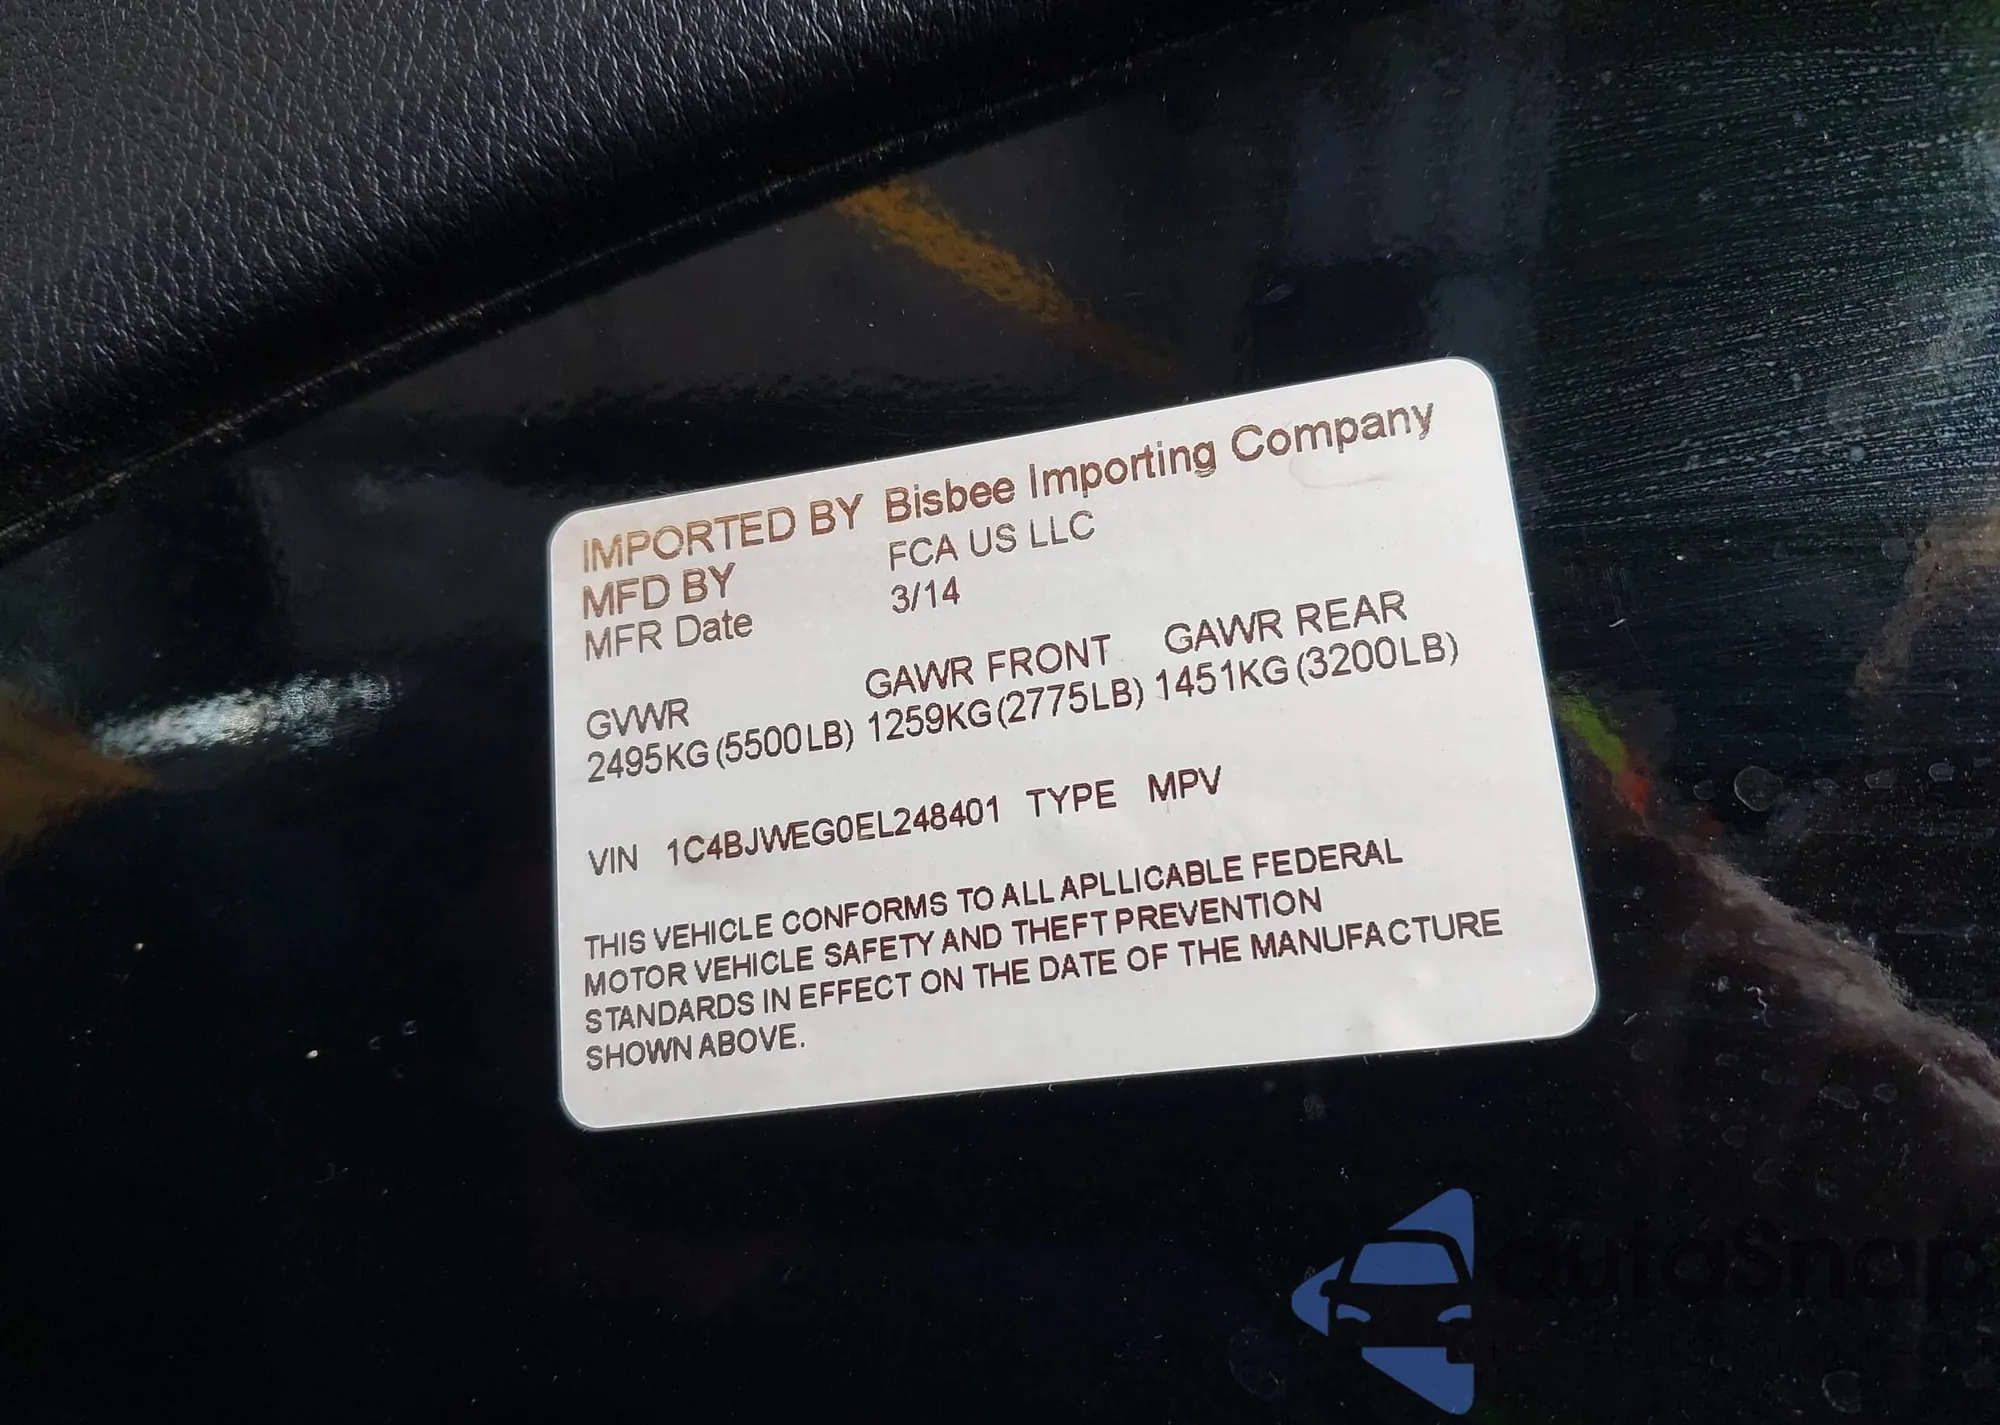 IMPORTED BY Bisbee Importing Company
MFD BY FCA US LLC
MFR Date 3/14
GVWR GAWR FRONT GAWR REAR
2495KG (5500LB) 1259KG (2775LB) 1451KG (3200LB)
VIN 1C4BJWEG0EL248401 TYPE MPV
THIS VEHICLE CONFORMS TO ALL APLLICABLE FEDERAL
MOTOR VEHICLE SAFETY AND THEFT PREVENTION
STANDARDS IN EFFECT ON THE DATE OF THE MANUFACTURE
SHOWN ABOVE.
autoSnap